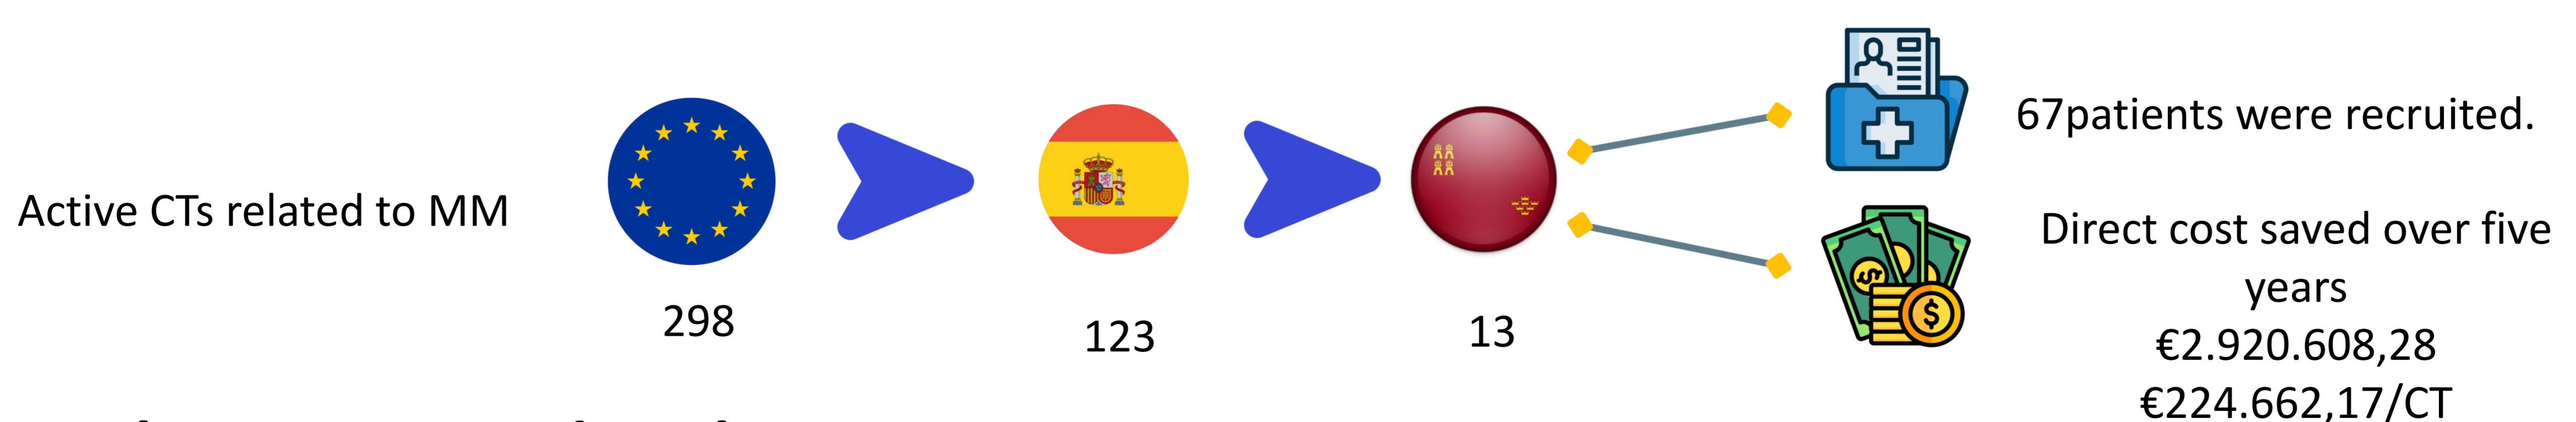 67patients were recruited.
Active CTs related to MM
298
123
13
Direct cost saved over five
years
€2.920.608,28
€224.662,17/CT